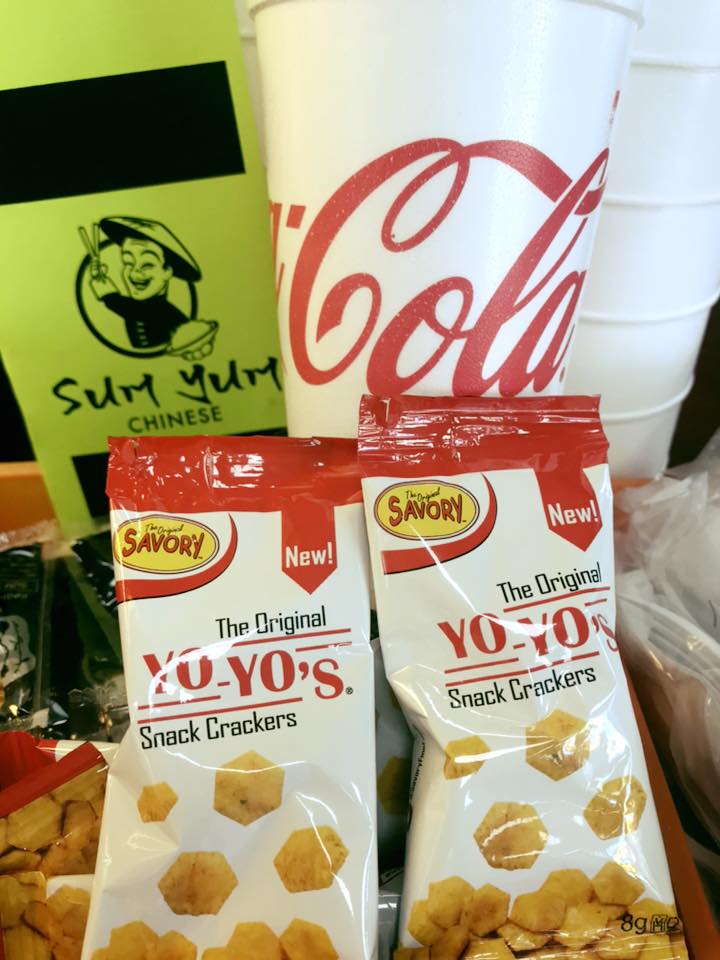 Cola
SUM YUM
CHINESE
The Original
SAVORY
New!
The Original
YO-YO's®
Snack Crackers
The Original
SAVORY
New!
The Original
YO-YO's
Snack Crackers
8g